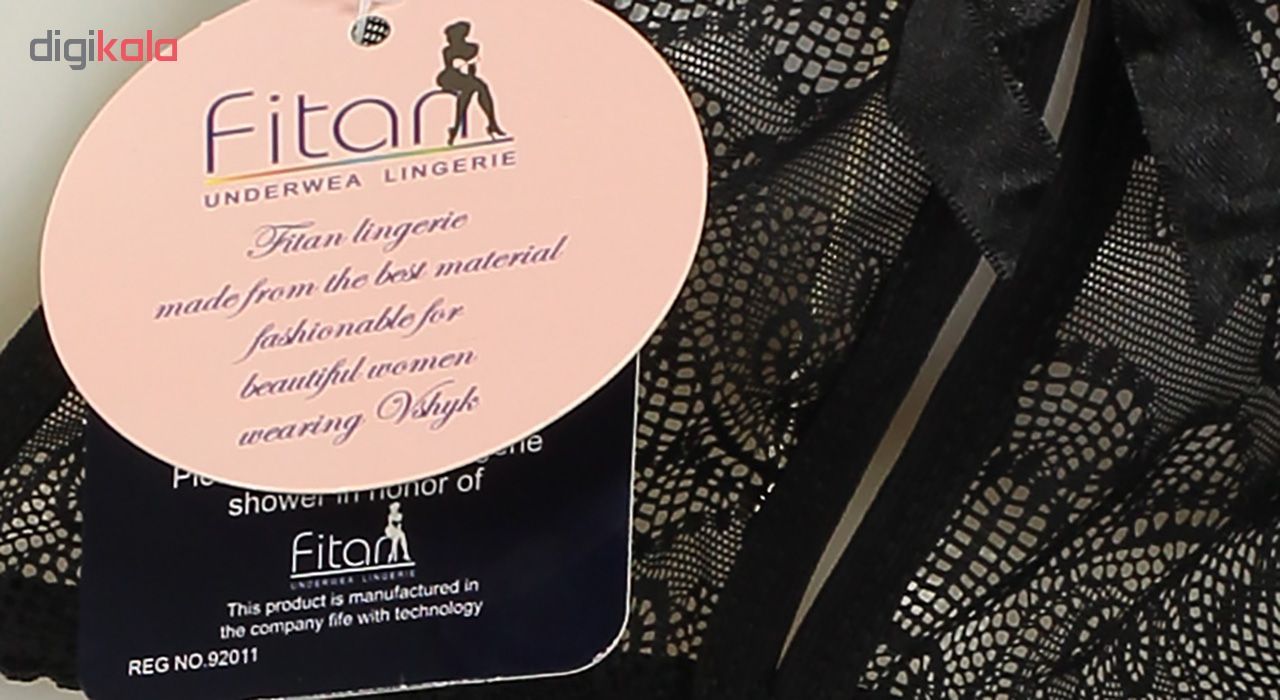 digikala
Fitan
UNDERWEA LINGERIE
Fitan lingerie
made from the best material
fashionable for
beautiful women
wearing Vshyk
shower in honor of
Fitan
UNDERWEA LINGERIE
This product is manufactured in
the company fife with technology
REG NO.92011